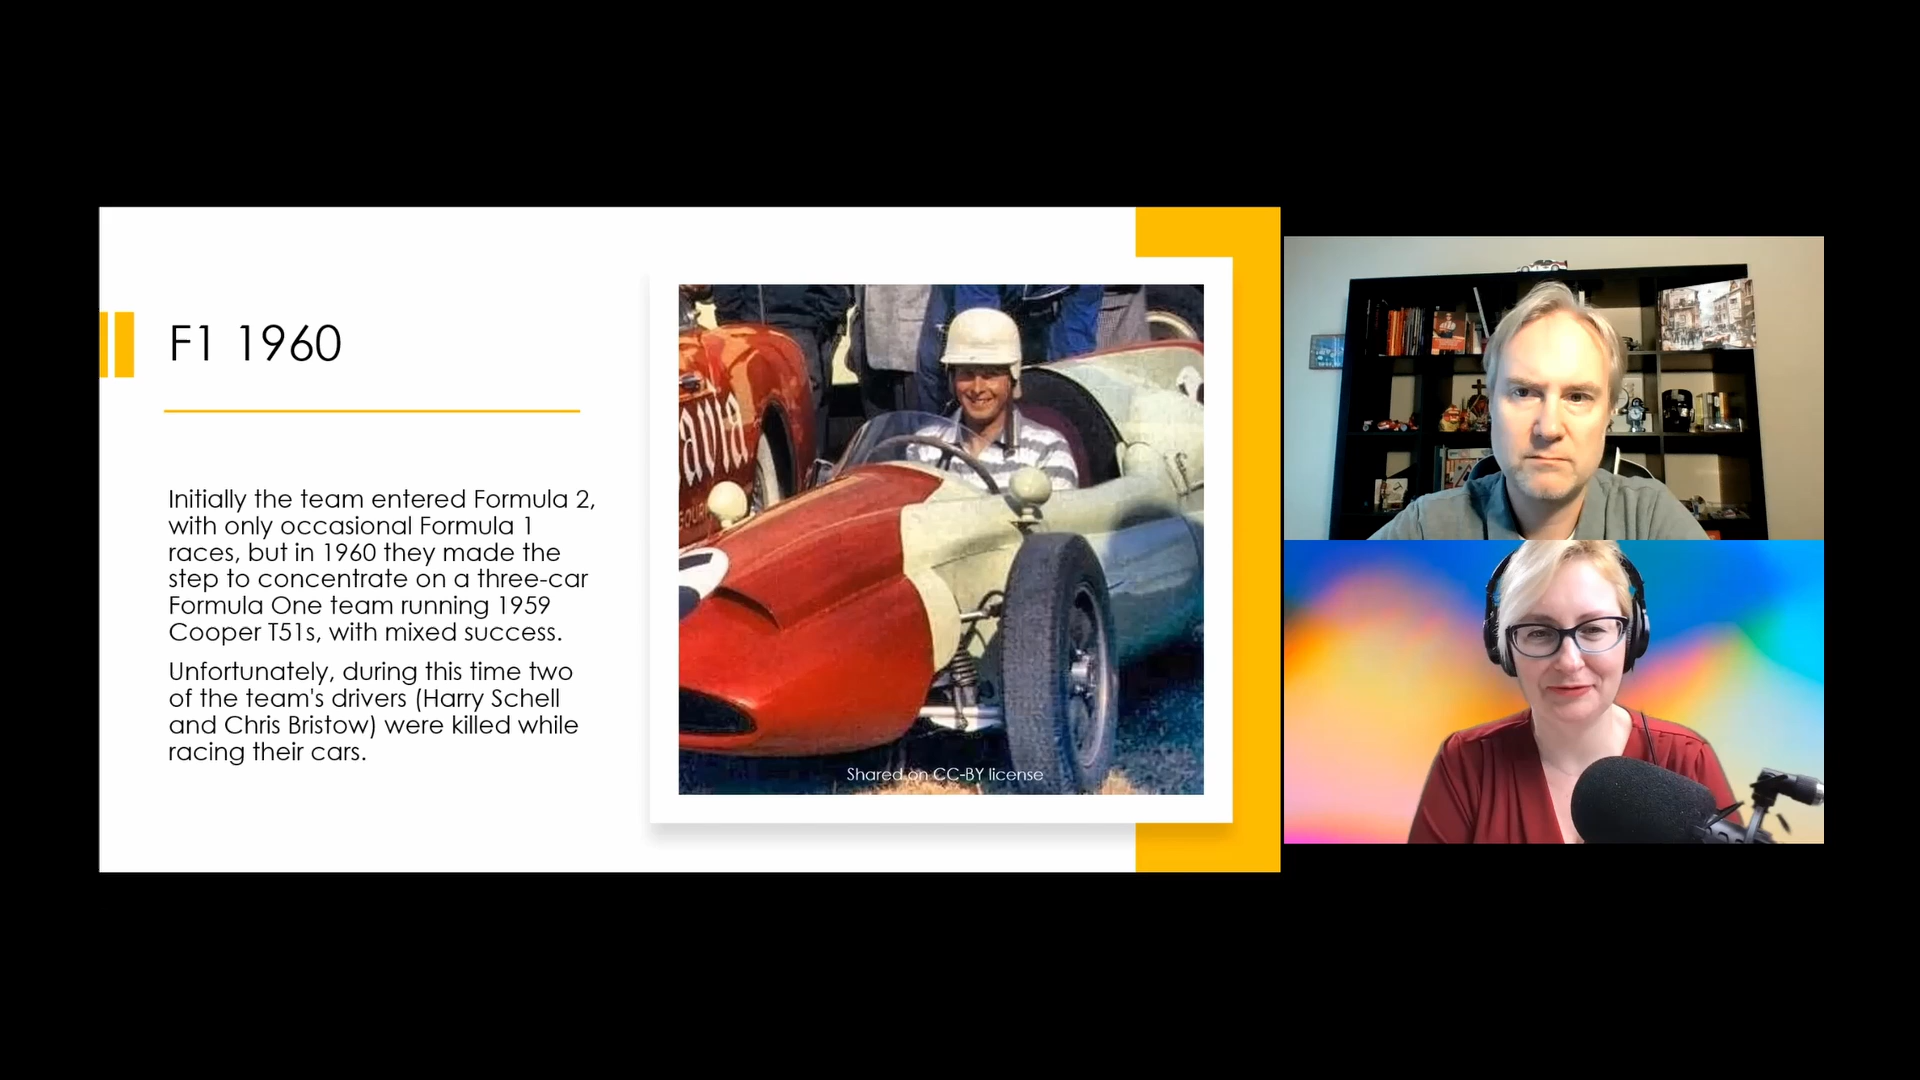 F1 1960
Initially the team entered Formula 2,
with only occasional Formula 1
races, but in 1960 they made the
step to concentrate on a three-car
Formula One team running 1959
Cooper T51s, with mixed success.
Unfortunately, during this time two
of the team's drivers (Harry Schell
and Chris Bristow) were killed while
racing their cars.
Shared on CC-BY license